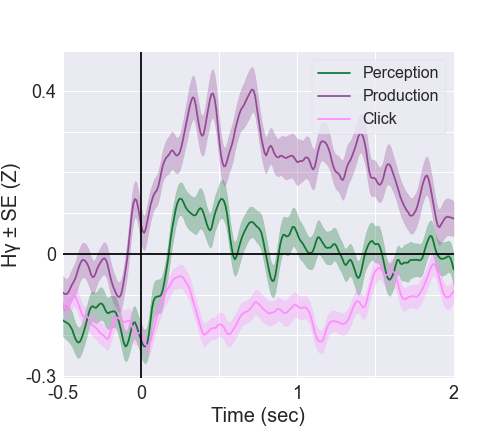 Perception
Production
Click
Hγ ± SE (Z)
0.4
0
-0.3
-0.5 0 1 2
Time (sec)